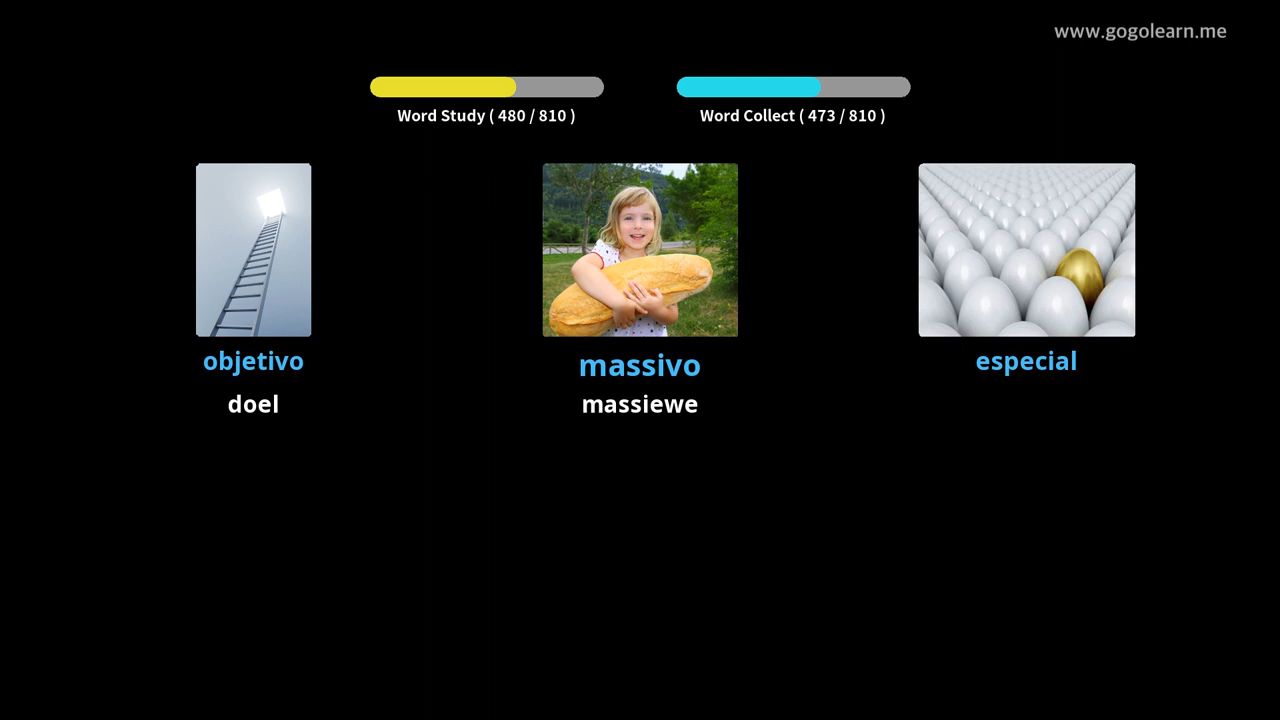 www.gogolearn.me
Word Study ( 480 / 810 )
Word Collect ( 473 / 810 )
objetivo
doel
massivo
massiewe
especial